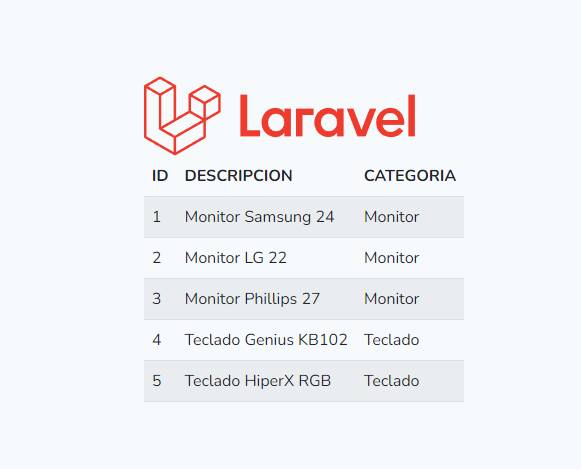 Laravel
ID DESCRIPCION CATEGORIA
1 Monitor Samsung 24 Monitor
2 Monitor LG 22 Monitor
3 Monitor Phillips 27 Monitor
4 Teclado Genius KB102 Teclado
5 Teclado HiperX RGB Teclado